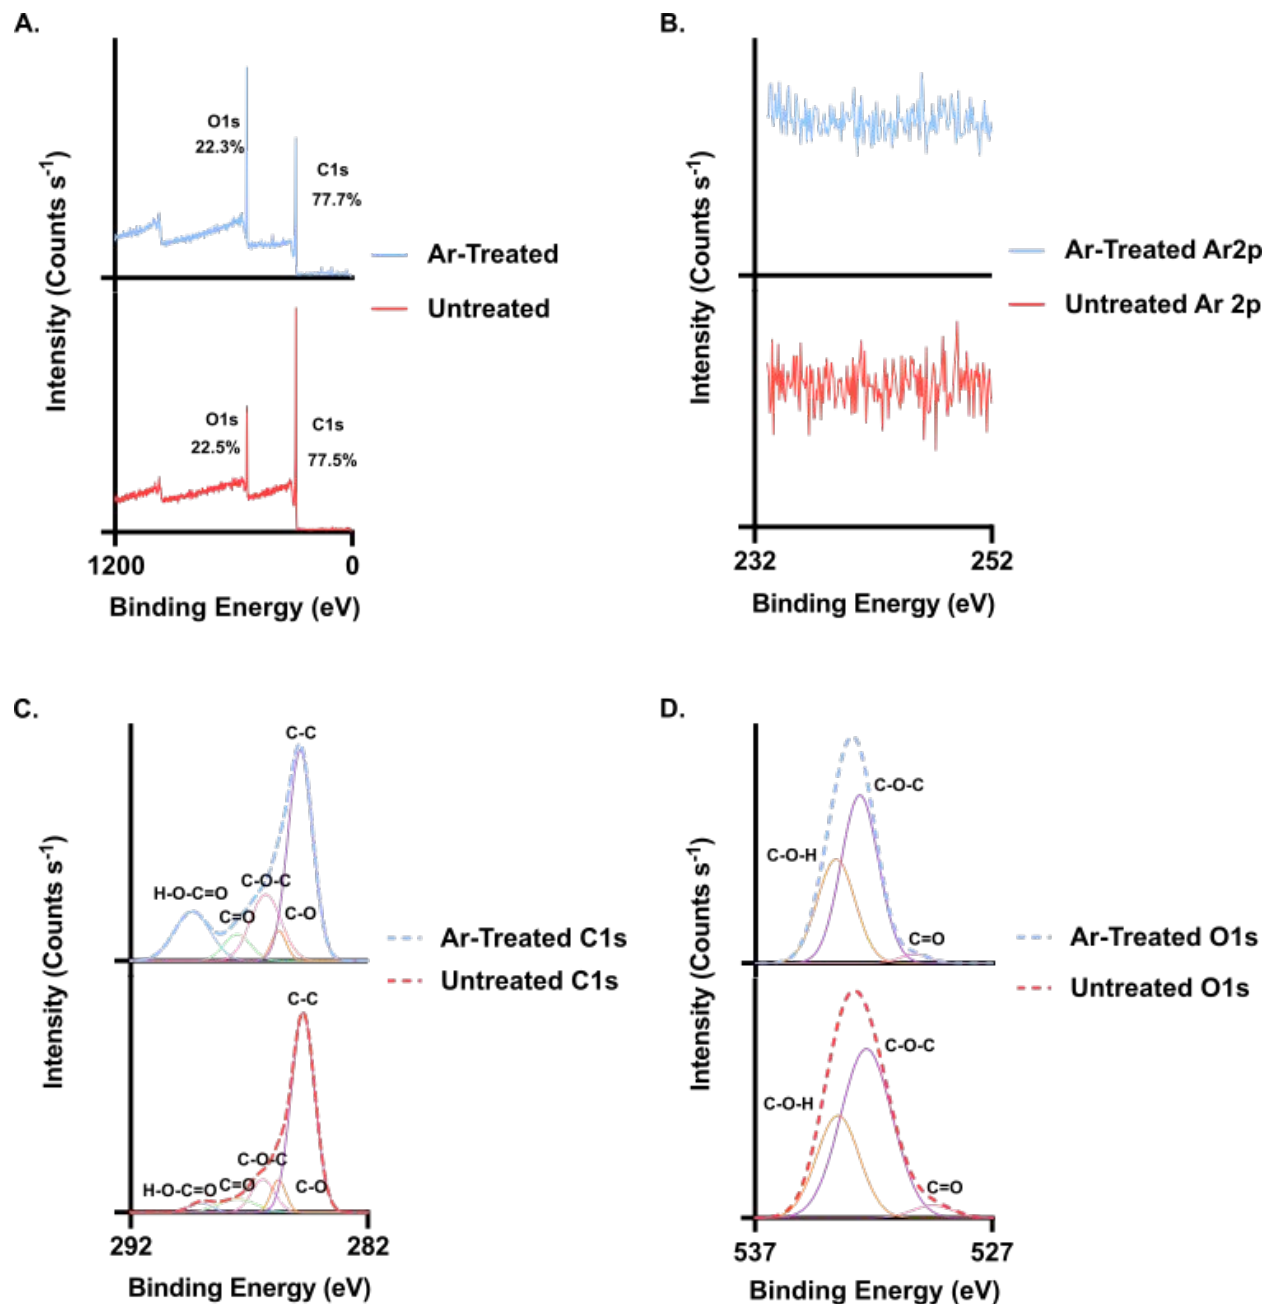 A.
Intensity (Counts s-1)
O1s
22.3%
C1s
77.7%
Ar-Treated
Untreated
O1s
22.5%
C1s
77.5%
1200
0
Binding Energy (eV)
B.
Intensity (Counts s-1)
Ar-Treated Ar2p
Untreated Ar 2p
232
252
Binding Energy (eV)
C.
Intensity (Counts s-1)
C-C
H-O-C=O
C=O
C-O-C
C-O
Ar-Treated C1s
Untreated C1s
C-C
H-O-C=O
C=O
C-O-C
C-O
292
282
Binding Energy (eV)
D.
Intensity (Counts s-1)
C-O-C
C-O-H
C=O
Ar-Treated O1s
Untreated O1s
C-O-C
C-O-H
C=O
537
527
Binding Energy (eV)